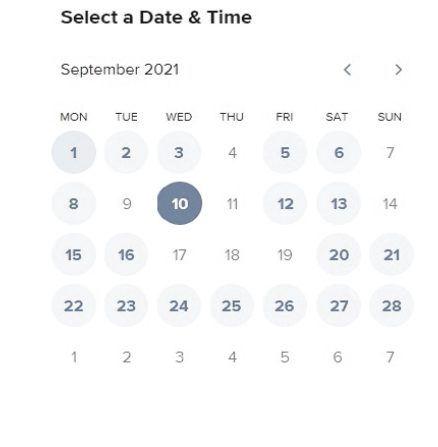 Select a Date & Time
September 2021
MON TUE WED THU FRI SAT SUN
1 2 3 4 5 6 7
8 9 10 11 12 13 14
15 16 17 18 19 20 21
22 23 24 25 26 27 28
1 2 3 4 5 6 7